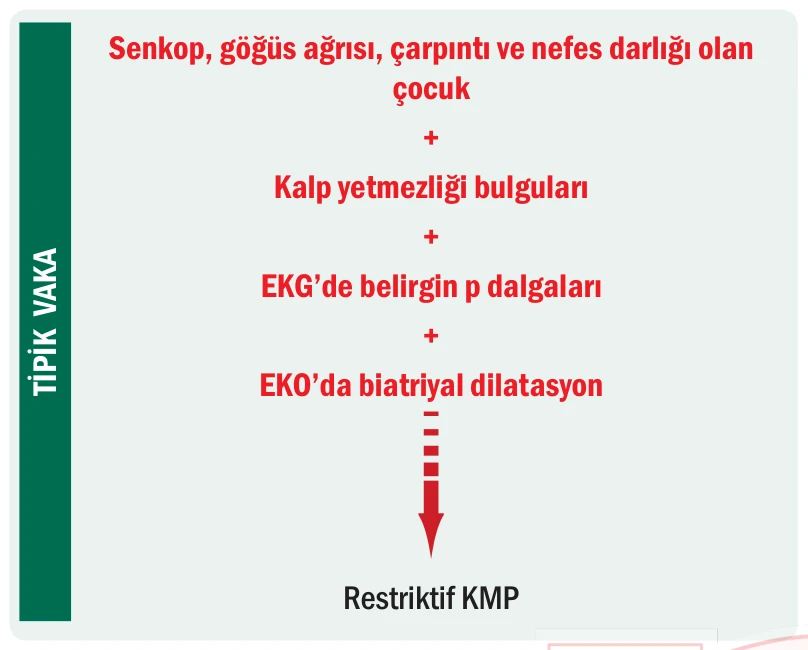 TİPİK VAKA
Senkop, göğüs ağrısı, çarpıntı ve nefes darlığı olan
çocuk
+
Kalp yetmezliği bulguları
+
EKG’de belirgin p dalgaları
+
EKO’da biatriyal dilatasyon
Restriktif KMP